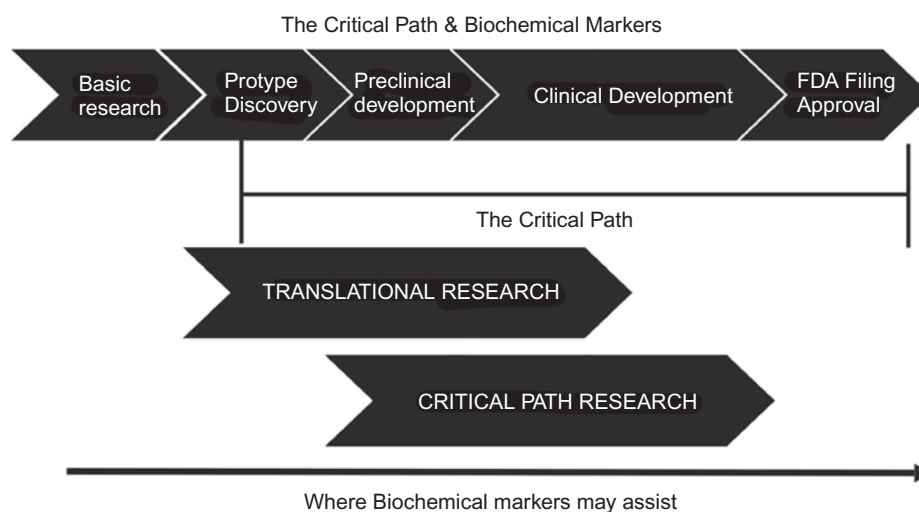 The Critical Path & Biochemical Markers
Basic
research
Protype
Discovery
Preclinical
development
Clinical Development
FDA Filing
Approval
The Critical Path
TRANSLATIONAL RESEARCH
CRITICAL PATH RESEARCH
Where Biochemical markers may assist